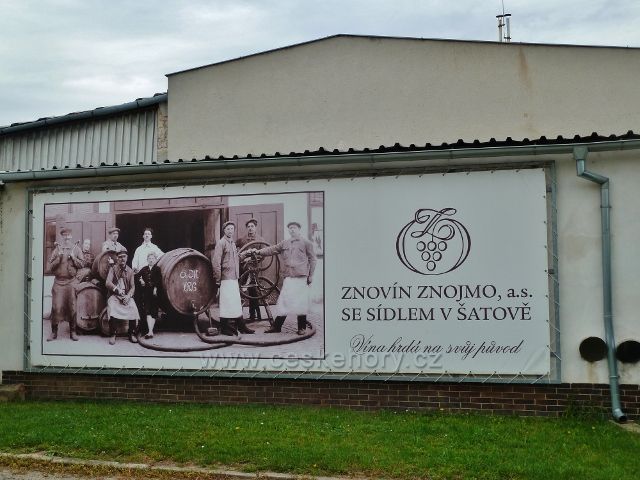 ZNOVÍN ZNOJMO, a.s.
SE SÍDLEM V ŠATOVĚ
Vína hrdá na svůj původ
www.ceskehory.cz